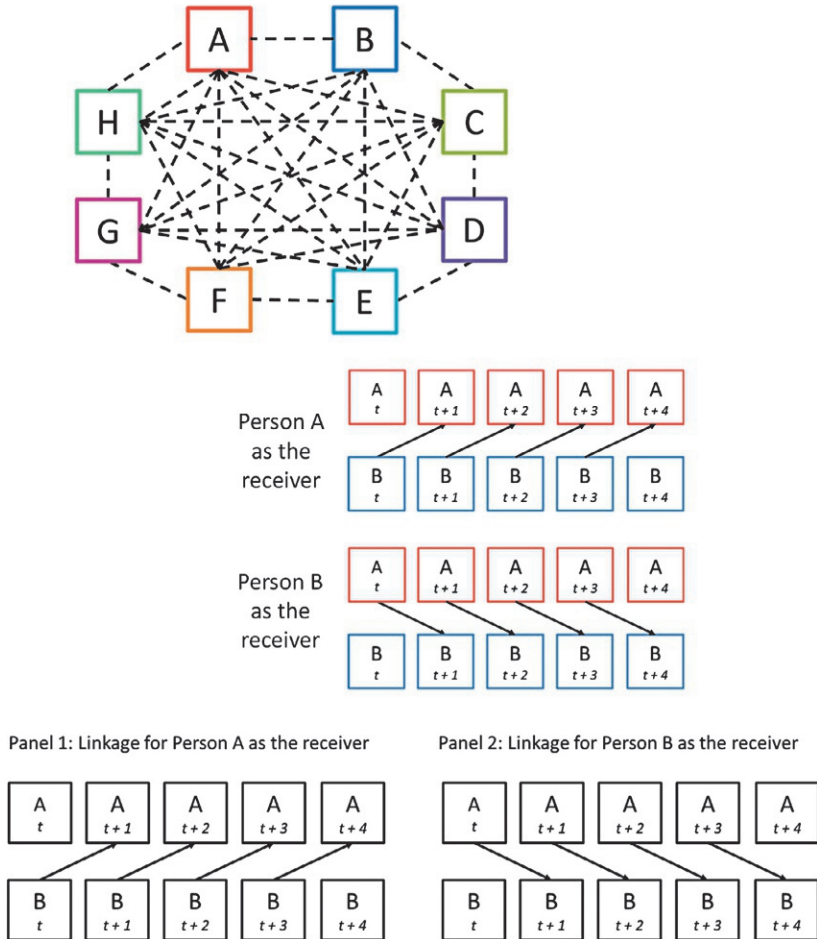 A B
H C
G D
F E
A A A A A
t t + 1 t + 2 t + 3 t + 4
Person A
as the
receiver
B B B B B
t t + 1 t + 2 t + 3 t + 4
A A A A A
t t + 1 t + 2 t + 3 t + 4
Person B
as the
receiver
B B B B B
t t + 1 t + 2 t + 3 t + 4
Panel 1: Linkage for Person A as the receiver
A A A A A
t t + 1 t + 2 t + 3 t + 4
B B B B B
t t + 1 t + 2 t + 3 t + 4
Panel 2: Linkage for Person B as the receiver
A A A A A
t t + 1 t + 2 t + 3 t + 4
B B B B B
t t + 1 t + 2 t + 3 t + 4